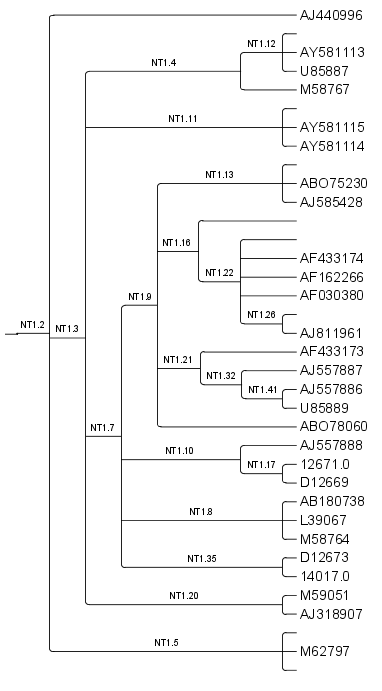 AJ440996
NT1.12
AY581113
NT1.4
U85887
M58767
NT1.11
AY581115
AY581114
NT1.13
ABO75230
AJ585428
NT1.16
AF433174
NT1.22
AF162266
NT1.9
AF030380
NT1.26
NT1.2
NT1.3
AJ811961
AF433173
NT1.21
AJ557887
NT1.32
AJ557886
NT1.41
U85889
ABO78060
NT1.7
AJ557888
NT1.10
12671.0
NT1.17
D12669
AB180738
NT1.8
L39067
M58764
D12673
NT1.35
14017.0
M59051
NT1.20
AJ318907
NT1.5
M62797